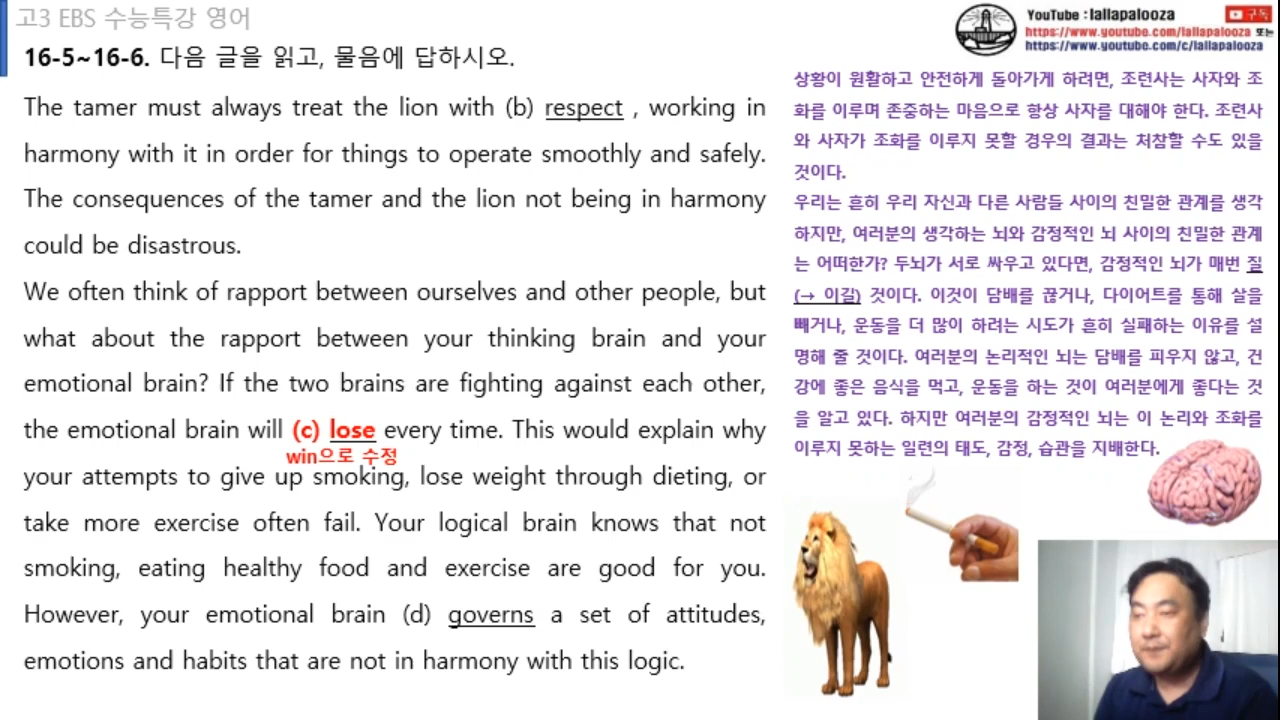 고3 EBS 수능특강 영어
16-5~16-6. 다음 글을 읽고, 물음에 답하시오.
The tamer must always treat the lion with (b) respect , working in
harmony with it in order for things to operate smoothly and safely.
The consequences of the tamer and the lion not being in harmony
could be disastrous.
We often think of rapport between ourselves and other people, but
what about the rapport between your thinking brain and your
emotional brain? If the two brains are fighting against each other,
the emotional brain will (c) lose every time. This would explain why
win으로 수정
your attempts to give up smoking, lose weight through dieting, or
take more exercise often fail. Your logical brain knows that not
smoking, eating healthy food and exercise are good for you.
However, your emotional brain (d) governs a set of attitudes,
emotions and habits that are not in harmony with this logic.
YouTube : lallapalooza 구독
https://www.youtube.com/lallapalooza 또는
https://www.youtube.com/c/lallapalooza
상황이 원활하고 안전하게 돌아가게 하려면, 조련사는 사자와 조
화를 이루며 존중하는 마음으로 항상 사자를 대해야 한다. 조련사
와 사자가 조화를 이루지 못할 경우의 결과는 처참할 수도 있을
것이다.
우리는 흔히 우리 자신과 다른 사람들 사이의 친밀한 관계를 생각
하지만, 여러분의 생각하는 뇌와 감정적인 뇌 사이의 친밀한 관계
는 어떠한가? 두뇌가 서로 싸우고 있다면, 감정적인 뇌가 매번 질
(→ 이길) 것이다. 이것이 담배를 끊거나, 다이어트를 통해 살을
빼거나, 운동을 더 많이 하려는 시도가 흔히 실패하는 이유를 설
명해 줄 것이다. 여러분의 논리적인 뇌는 담배를 피우지 않고, 건
강에 좋은 음식을 먹고, 운동을 하는 것이 여러분에게 좋다는 것
을 알고 있다. 하지만 여러분의 감정적인 뇌는 이 논리와 조화를
이루지 못하는 일련의 태도, 감정, 습관을 지배한다.